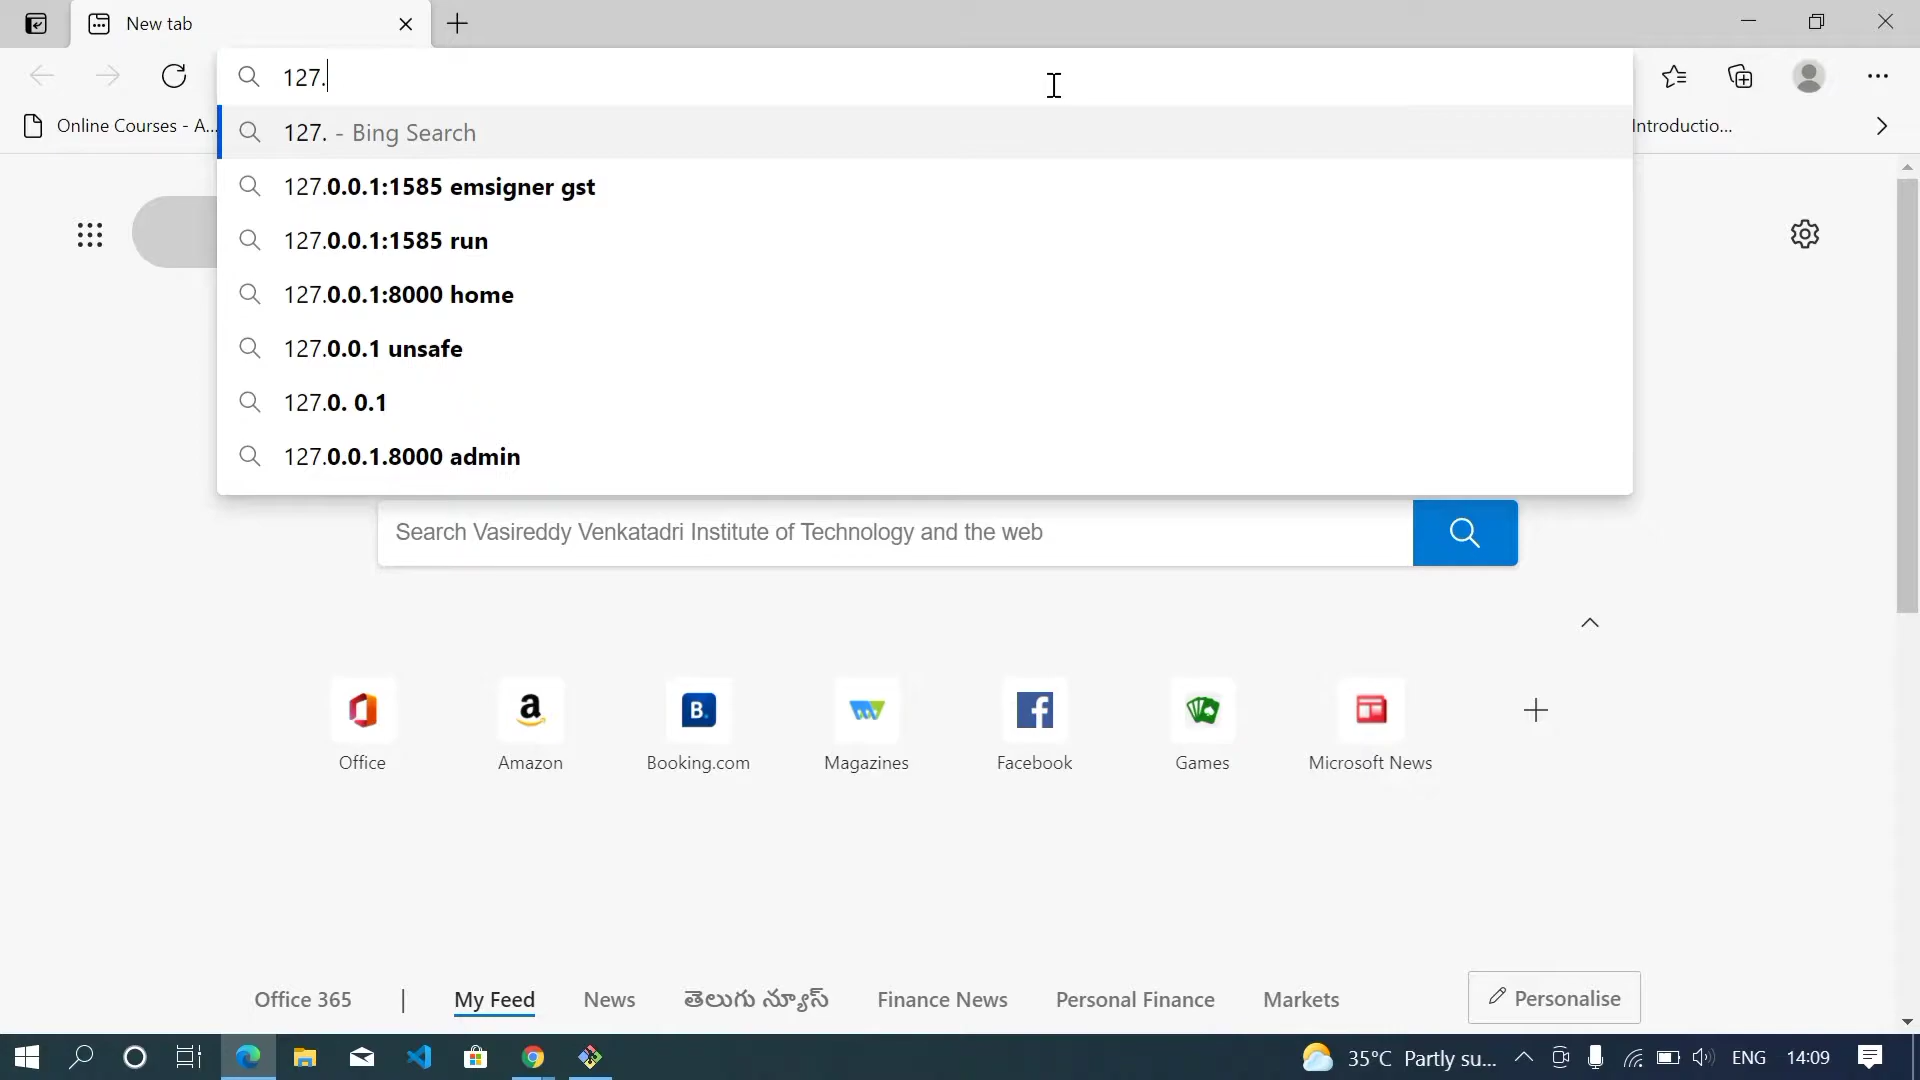 New tab
127.
Online Courses - A...
Introductio...
127. - Bing Search
127.0.0.1:1585 emsigner gst
127.0.0.1:1585 run
127.0.0.1:8000 home
127.0.0.1 unsafe
127.0. 0.1
127.0.0.1.8000 admin
Search Vasireddy Venkatadri Institute of Technology and the web
Office
Amazon
Booking.com
Magazines
Facebook
Games
Microsoft News
Office 365 | My Feed News తెలుగు న్యూస్ Finance News Personal Finance Markets Personalise
35°C Partly su... ENG 14:09